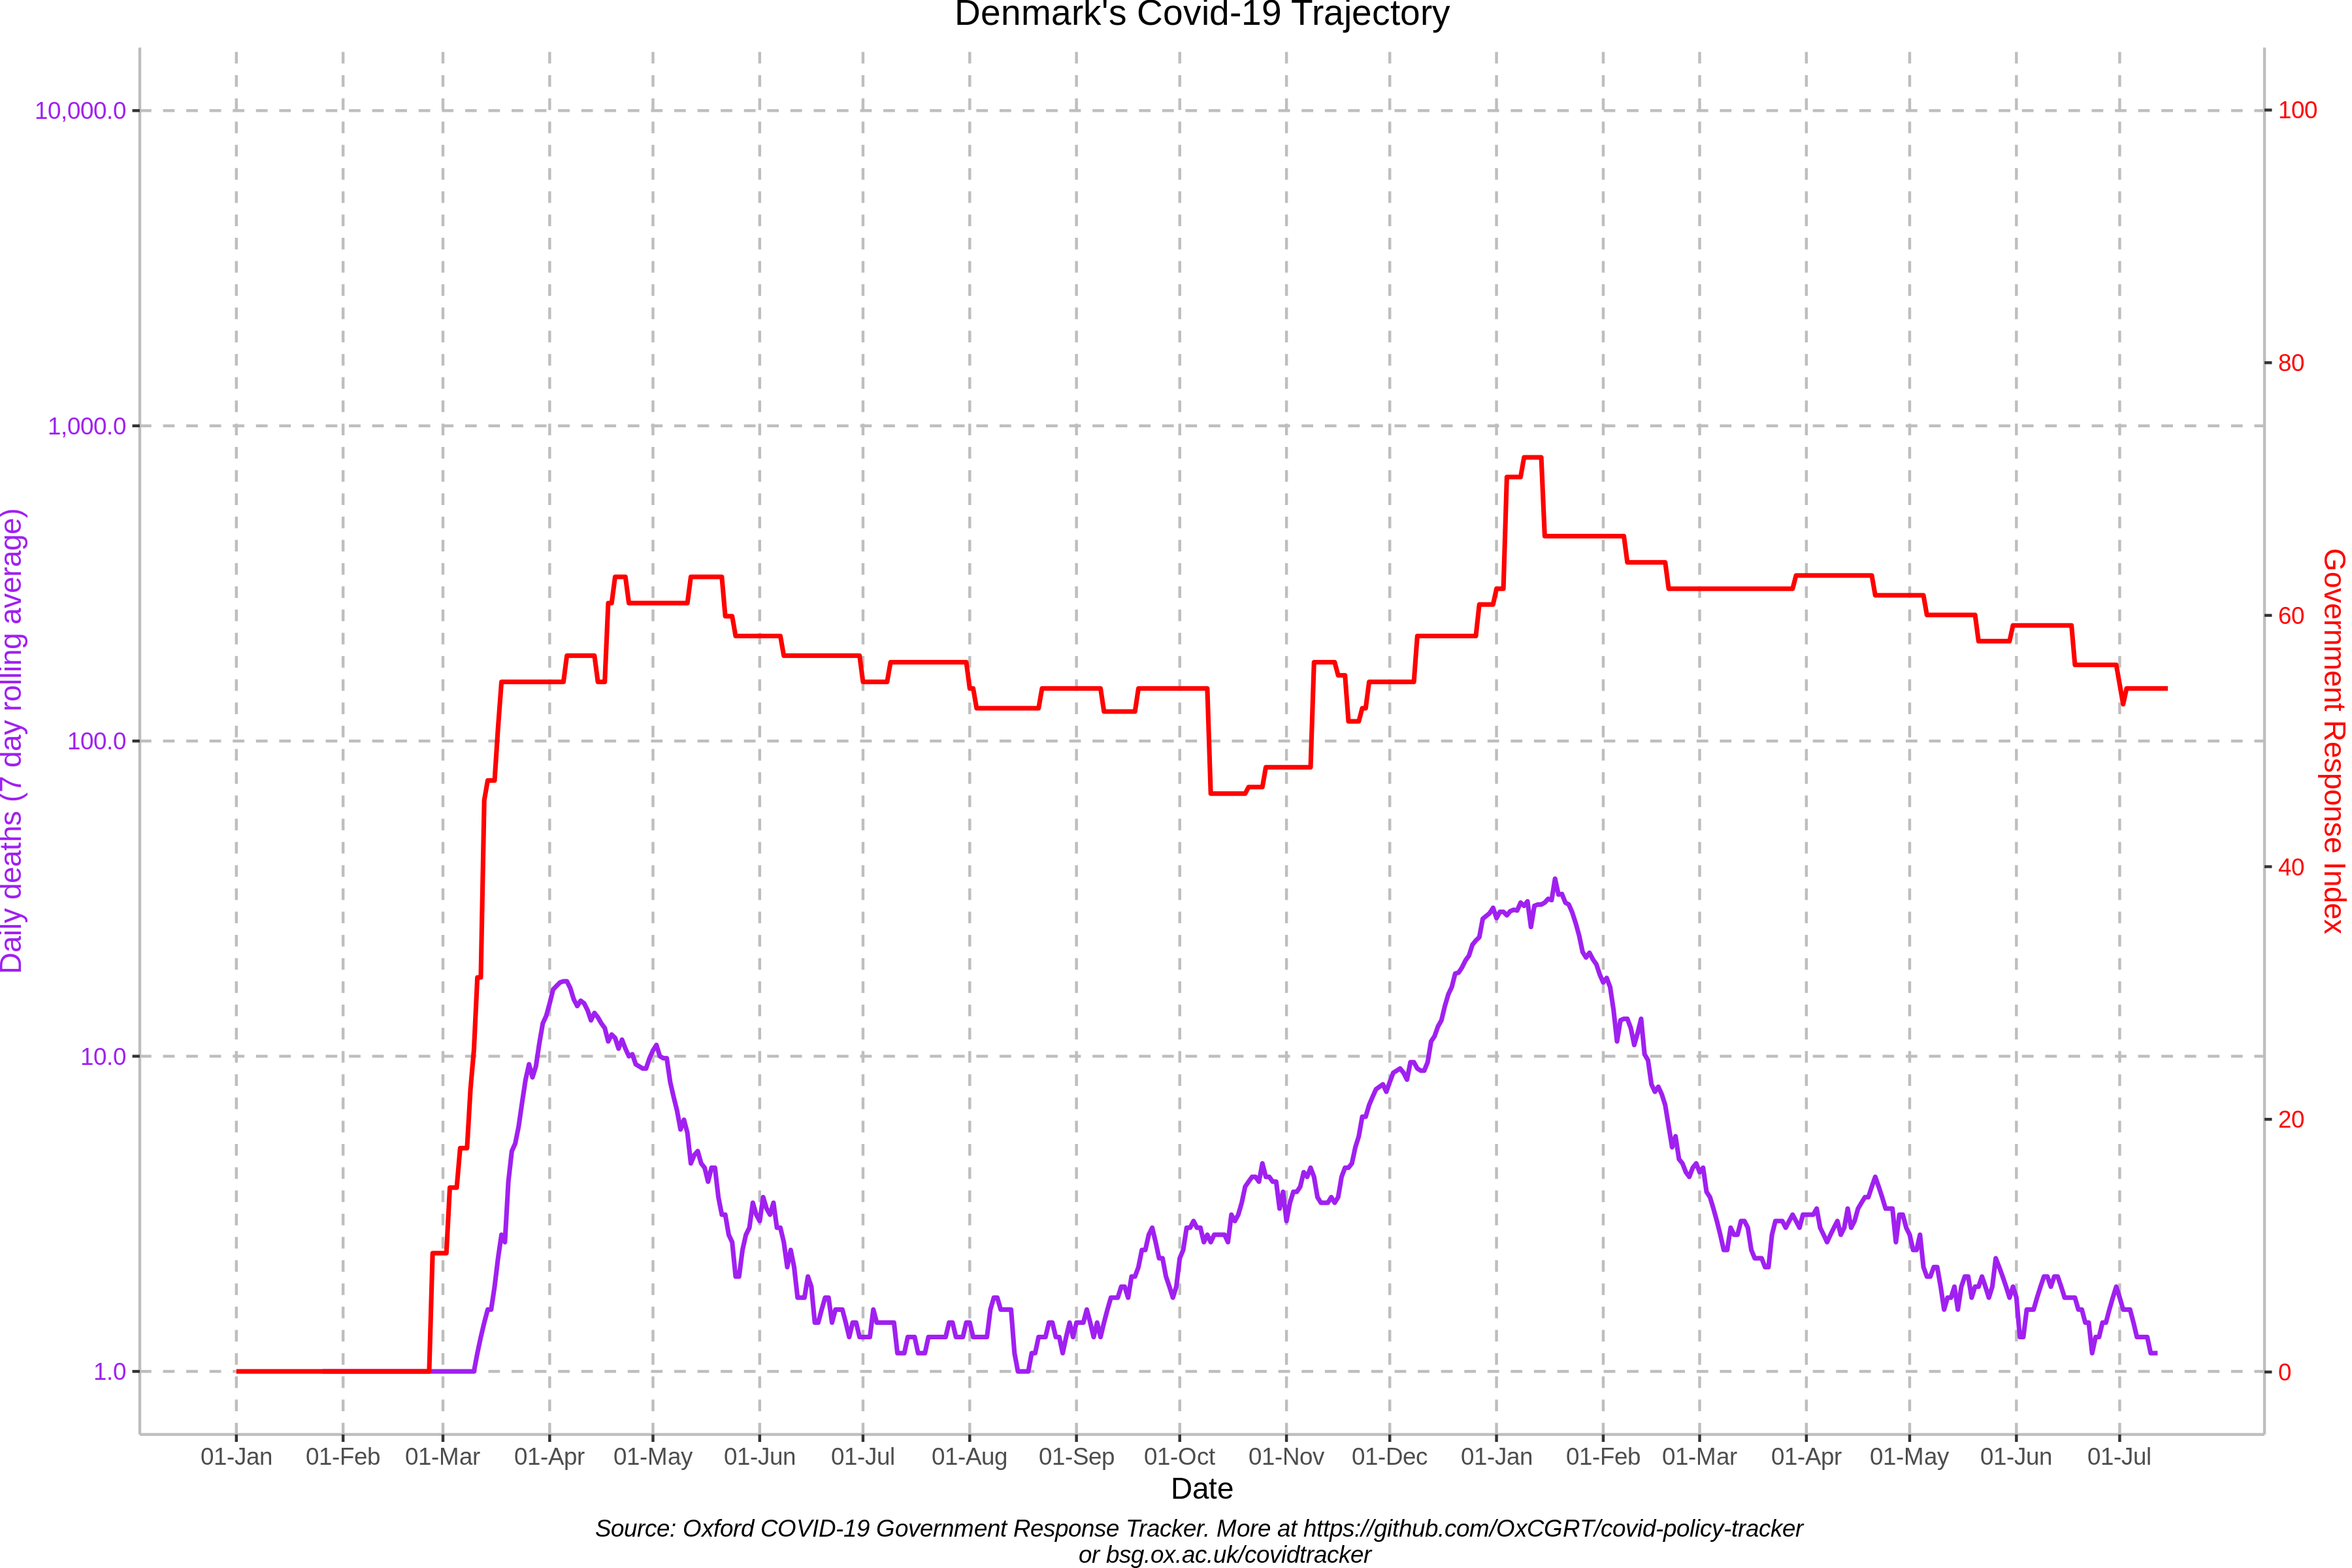 Denmark's Covid-19 Trajectory
Daily deaths (7 day rolling average)
10,000.0
1,000.0
100.0
10.0
1.0
100
80
60
40
20
0
Government Response Index
01-Jan 01-Feb 01-Mar 01-Apr 01-May 01-Jun 01-Jul 01-Aug 01-Sep 01-Oct 01-Nov 01-Dec 01-Jan 01-Feb 01-Mar 01-Apr 01-May 01-Jun 01-Jul
Date
Source: Oxford COVID-19 Government Response Tracker. More at https://github.com/OxCGRT/covid-policy-tracker
or bsg.ox.ac.uk/covidtracker